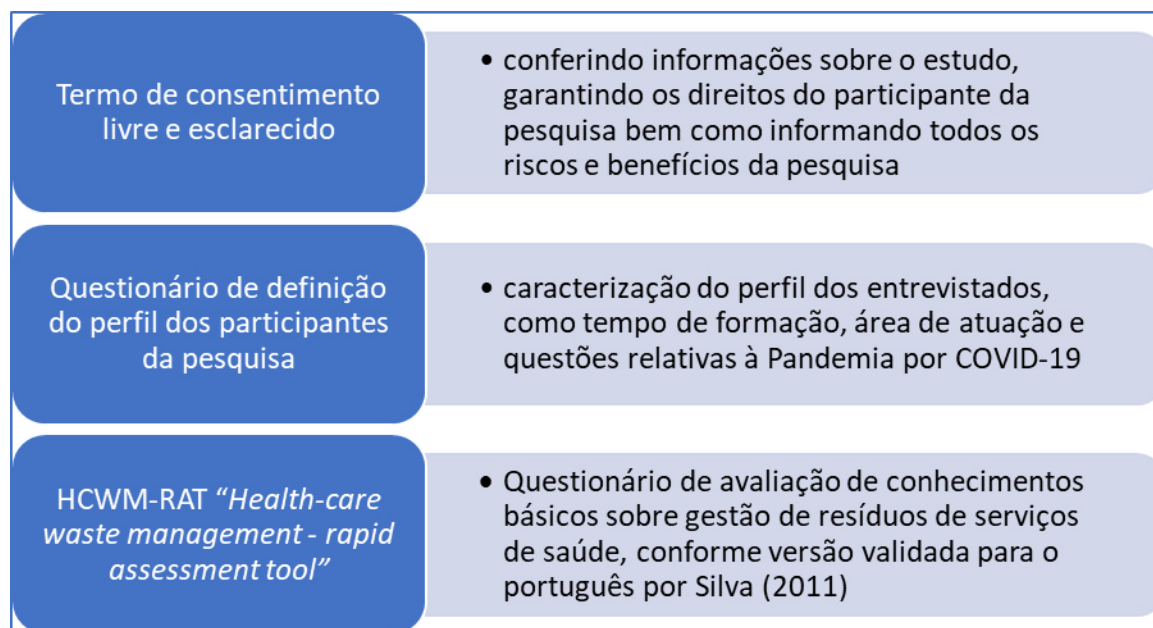 Termo de consentimento
livre e esclarecido
• conferindo informações sobre o estudo,
garantindo os direitos do participante da
pesquisa bem como informando todos os
riscos e benefícios da pesquisa
Questionário de definição
do perfil dos participantes
da pesquisa
• caracterização do perfil dos entrevistados,
como tempo de formação, área de atuação e
questões relativas à Pandemia por COVID-19
HCWM-RAT “Health-care
waste management - rapid
assessment tool”
• Questionário de avaliação de conhecimentos
básicos sobre gestão de resíduos de serviços
de saúde, conforme versão validada para o
português por Silva (2011)